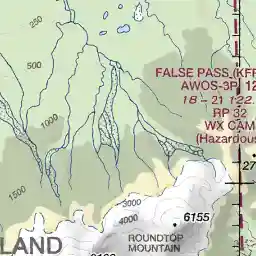 250
500
1000
1500
FALSE PASS (KFP
AWOS-3P 12
18 - 21 122.
RP 32
WX CAM
(Hazardous
27
3000
4000
6155
LAND
ROUNDTOP
MOUNTAIN